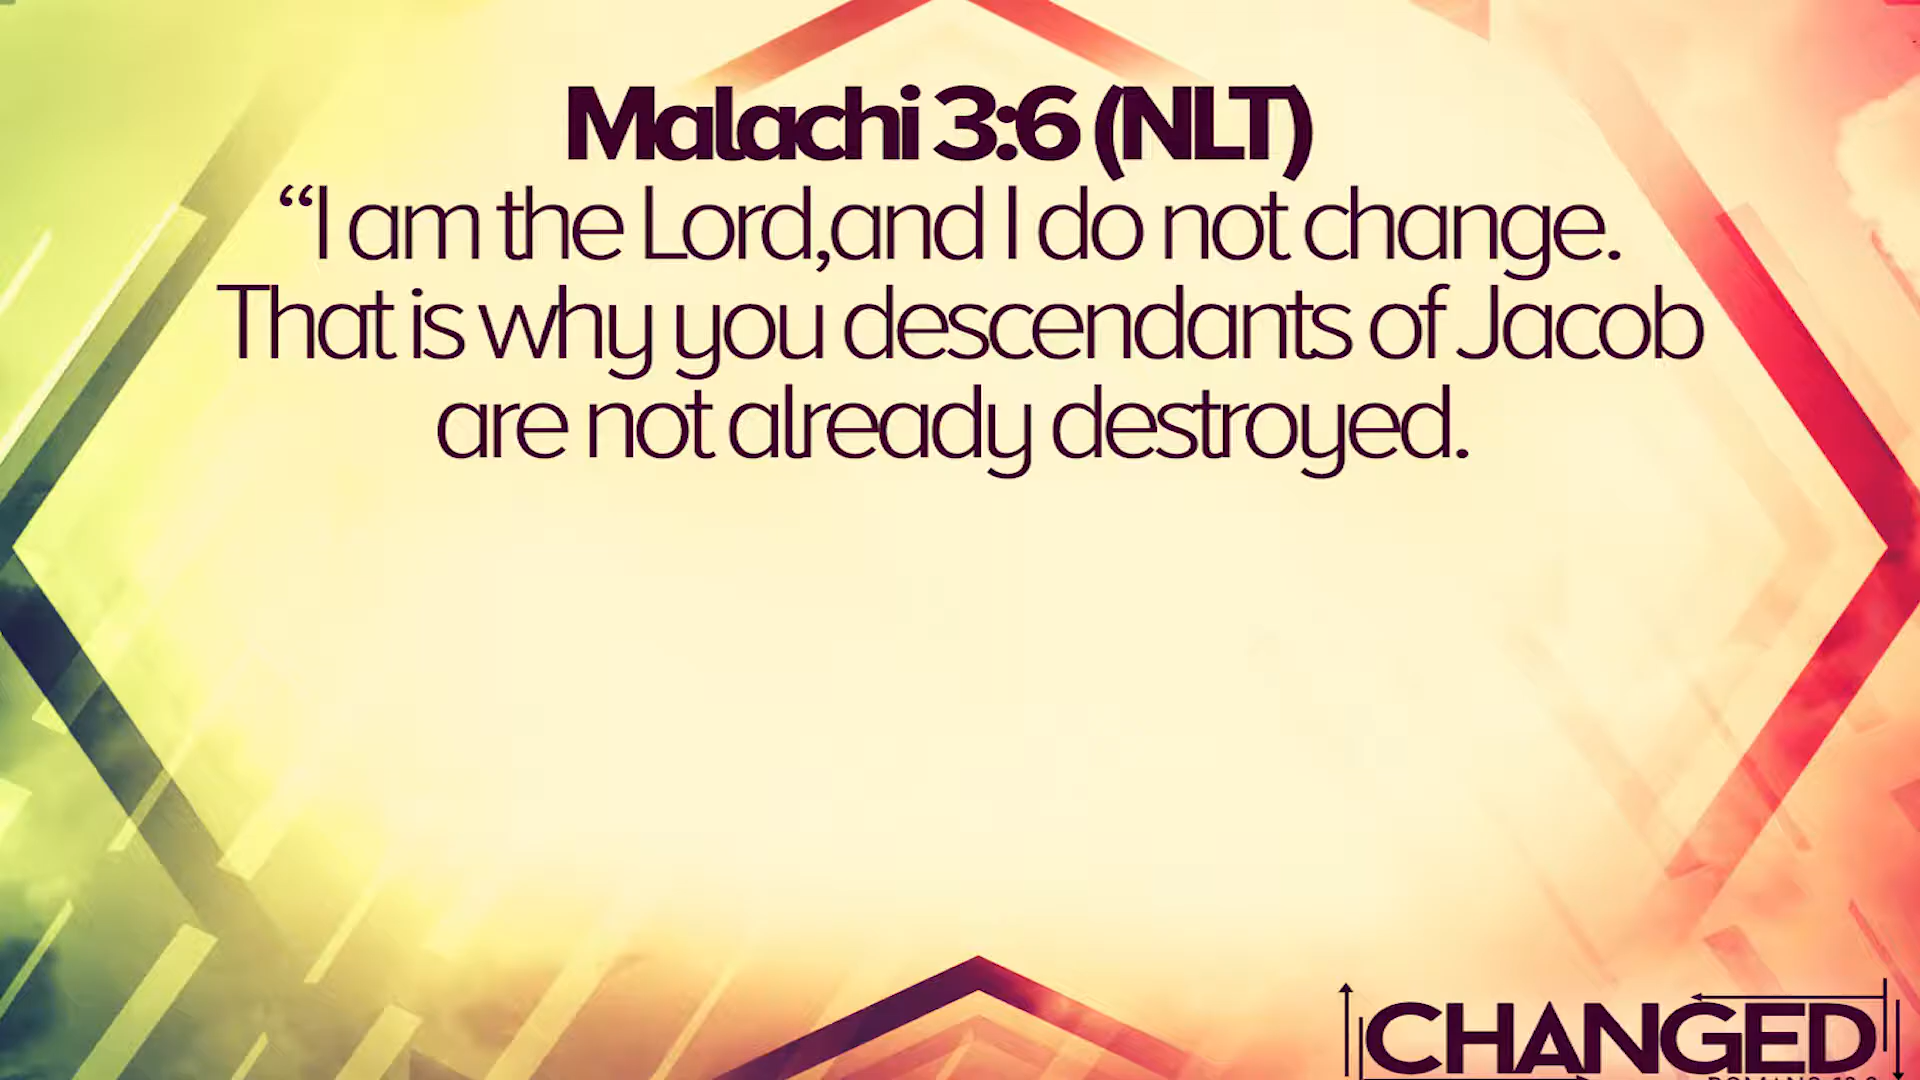 Malachi 3:6 (NLT)
“I am the Lord,and I do not change.
That is why you descendants of Jacob
are not already destroyed.
CHANGED